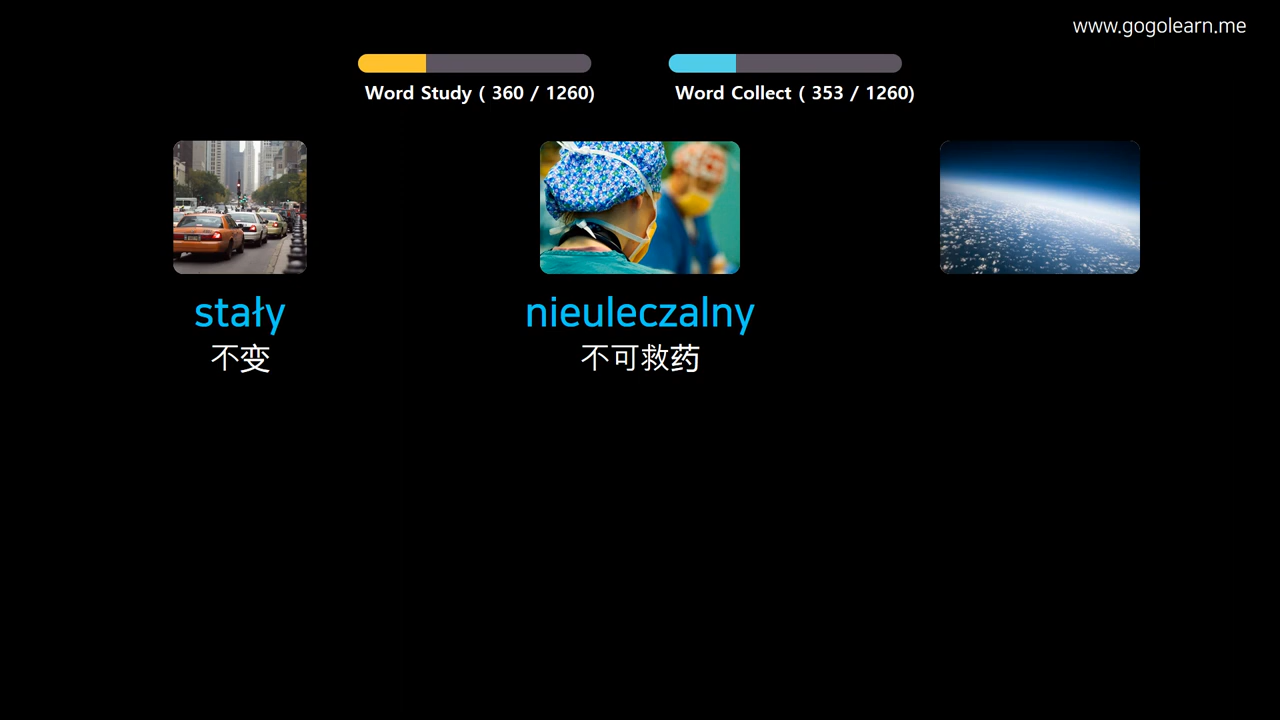 www.gogolearn.me
Word Study ( 360 / 1260)
Word Collect ( 353 / 1260)
stały
不变
nieuleczalny
不可救药